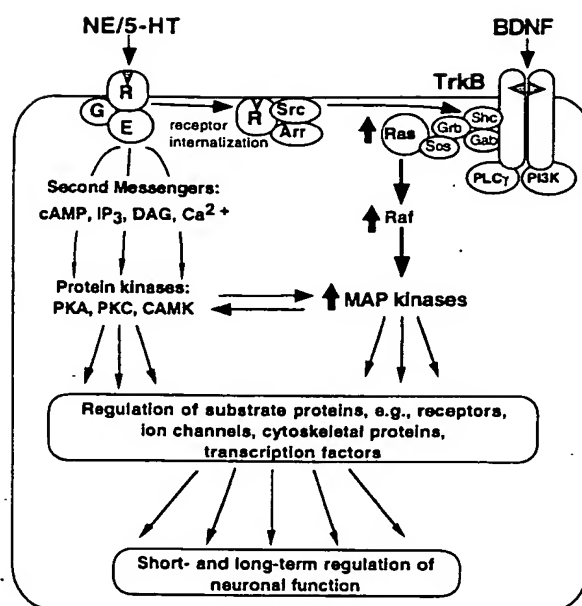 NE/5-HT
BDNF
TrkB
R
G
E
receptor
internalization
R
Src
Arr
Ras
Sos
Grb
Shc
Gab
PLCγ
PI3K
Second Messengers:
cAMP, IP3, DAG, Ca2 +
Raf
Protein kinases:
PKA, PKC, CAMK
MAP kinases
Regulation of substrate proteins, e.g., receptors,
ion channels, cytoskeletal proteins,
transcription factors
Short- and long-term regulation of
neuronal function